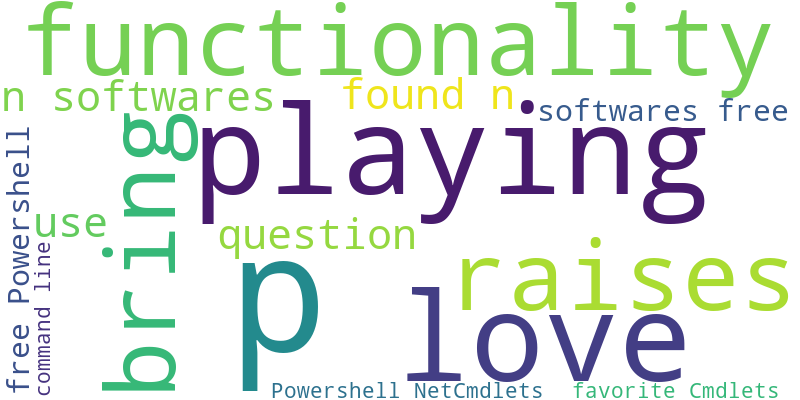 functionality
n softwares
found n
softwares free
playing
bring
free Powershell
use
question
command line
p
raises
love
Powershell NetCmdlets
favorite Cmdlets